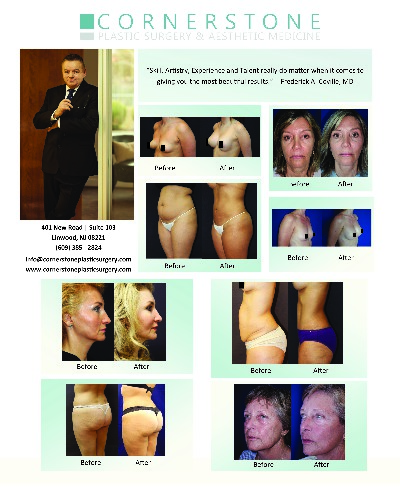 CORNERSTONE
PLASTIC SURGERY & AESTHETIC MEDICINE
"Skill, Artistry, Experience and Talent really do matter when it comes to
giving you the most beautiful results." Frederick A. Coville, MD
Before After
Before After
Before After
Before After
401 New Road | Suite 103
Linwood, NJ 08221
(609) 385 - 2824
info@cornerstoneplasticsurgery.com
www.cornerstoneplasticsurgery.com
Before After
Before After
Before After
Before After